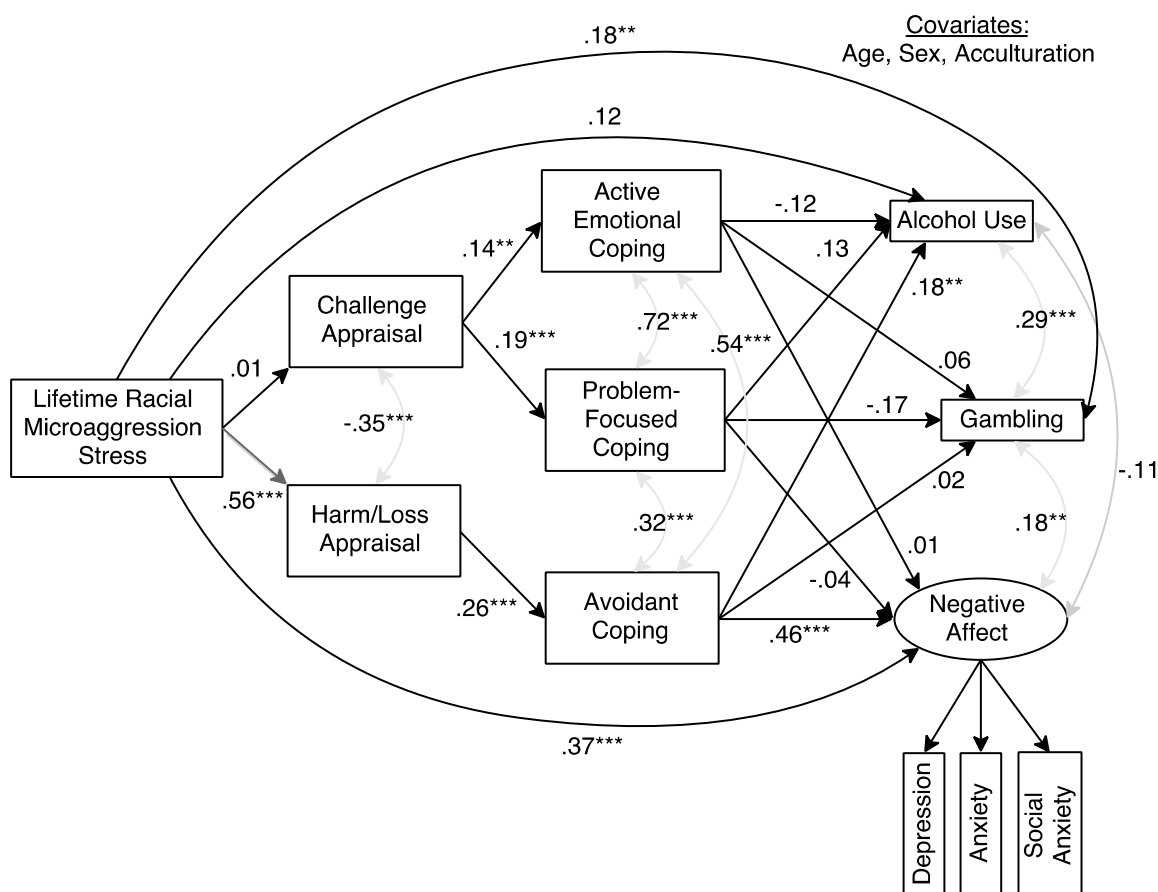 Covariates:
Age, Sex, Acculturation
.18**
.12
Active
Emotional
Coping
Alcohol Use
-.12
.13
.14**
.18**
Challenge
Appraisal
.19***
.72***
.54***
.29***
.01
.06
Lifetime Racial
Microaggression
Stress
Problem-
Focused
Coping
-.17
Gambling
-.35***
.02
-.11
.56***
Harm/Loss
Appraisal
.32***
.18**
.01
-.04
.26***
Avoidant
Coping
.46***
Negative
Affect
.37***
Depression
Anxiety
Social
Anxiety